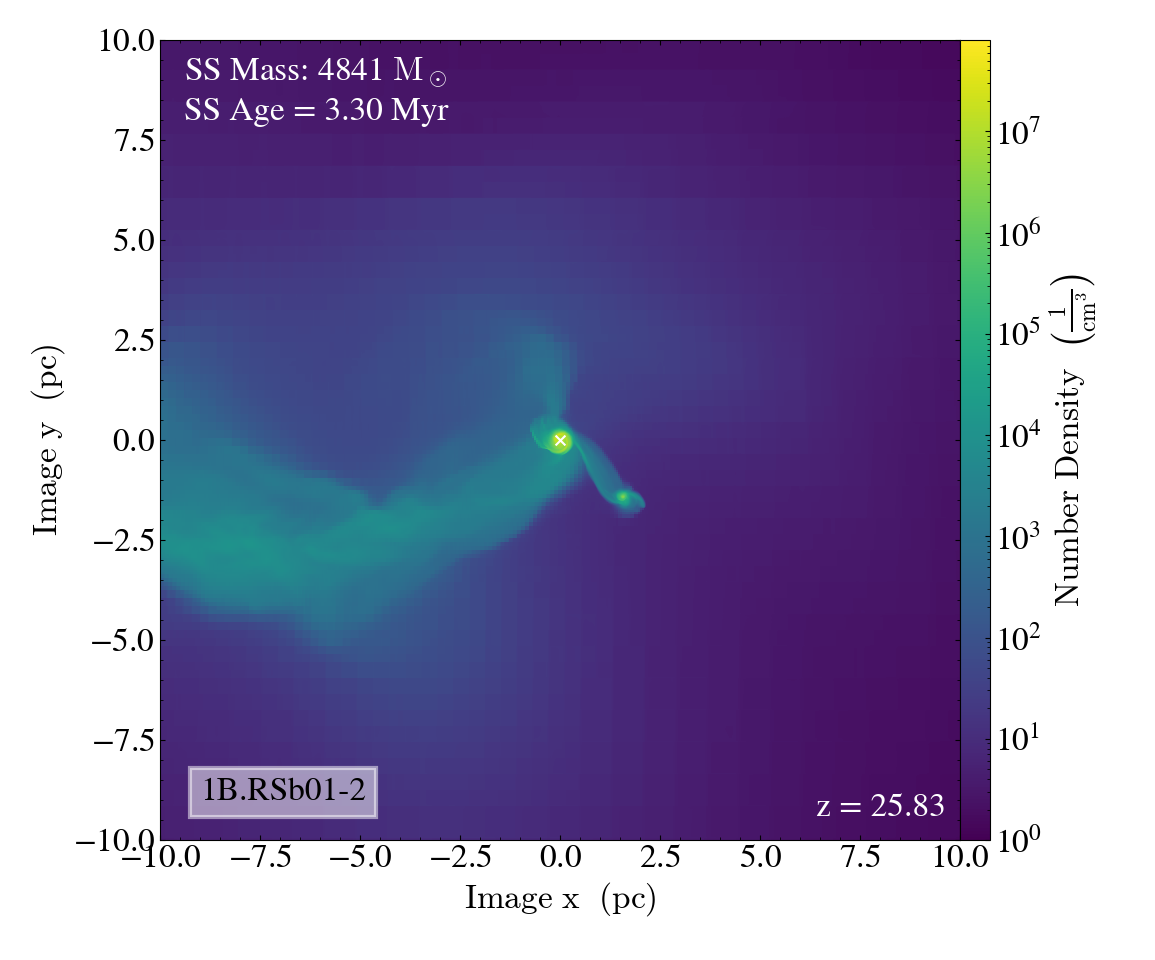 SS Mass: 4841 M⊙
SS Age = 3.30 Myr
1B.RSb01-2
z = 25.83
10.0
7.5
5.0
2.5
0.0
−2.5
−5.0
−7.5
−10.0
Image y (pc)
−10.0 −7.5 −5.0 −2.5 0.0 2.5 5.0 7.5 10.0
Image x (pc)
10⁷
10⁶
10⁵
10⁴
10³
10²
10¹
10⁰
Number Density (1/cm³)